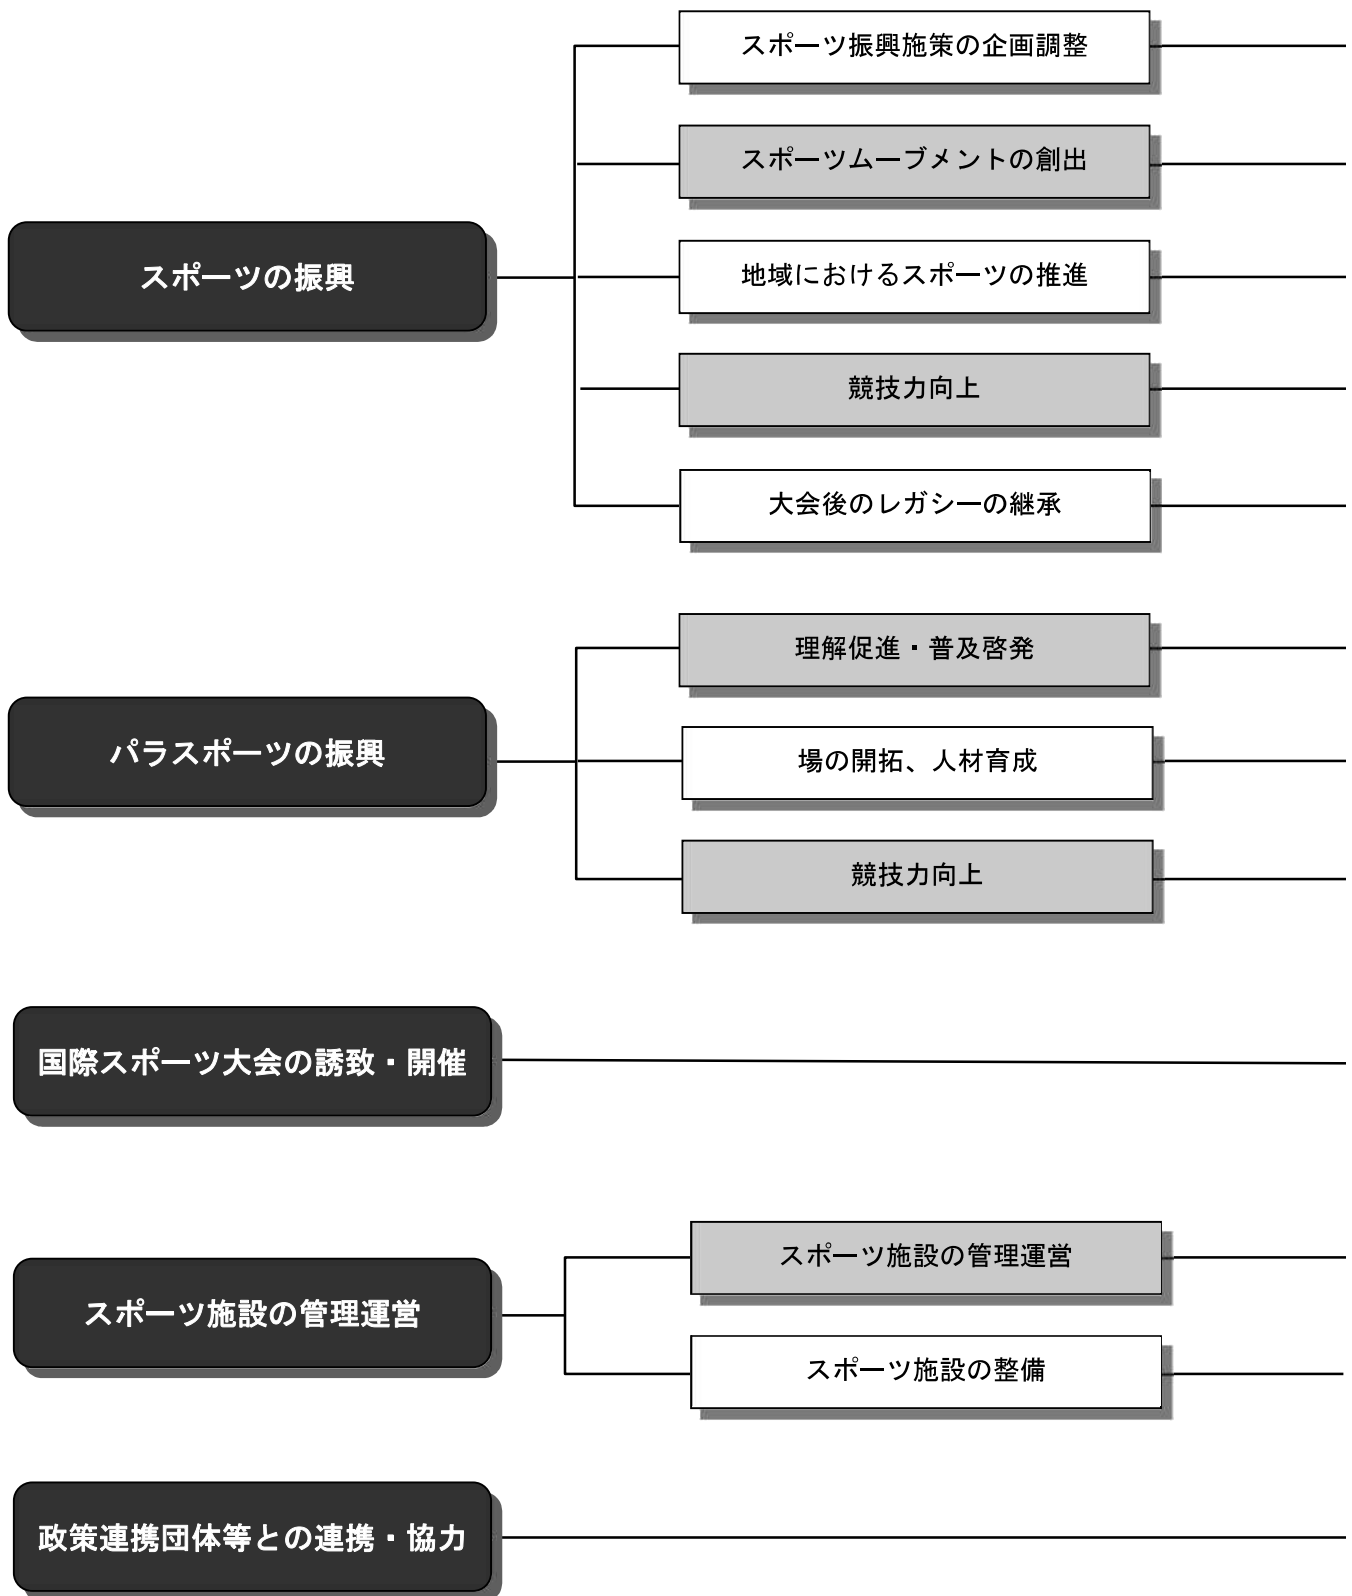 スポーツの振興
スポーツ振興施策の企画調整
スポーツムーブメントの創出
地域におけるスポーツの推進
競技力向上
大会後のレガシーの継承
パラスポーツの振興
理解促進・普及啓発
場の開拓、人材育成
競技力向上
国際スポーツ大会の誘致・開催
スポーツ施設の管理運営
スポーツ施設の管理運営
スポーツ施設の整備
政策連携団体等との連携・協力